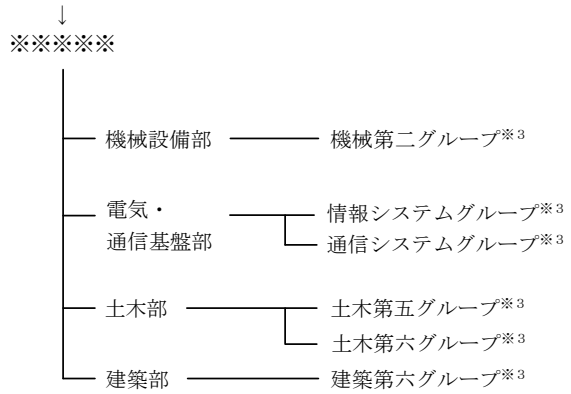 ↓
※※※※※
機械設備部 機械第二グループ※3
電気・
通信基盤部
情報システムグループ※3
通信システムグループ※3
土木部 土木第五グループ※3
土木第六グループ※3
建築部 建築第六グループ※3